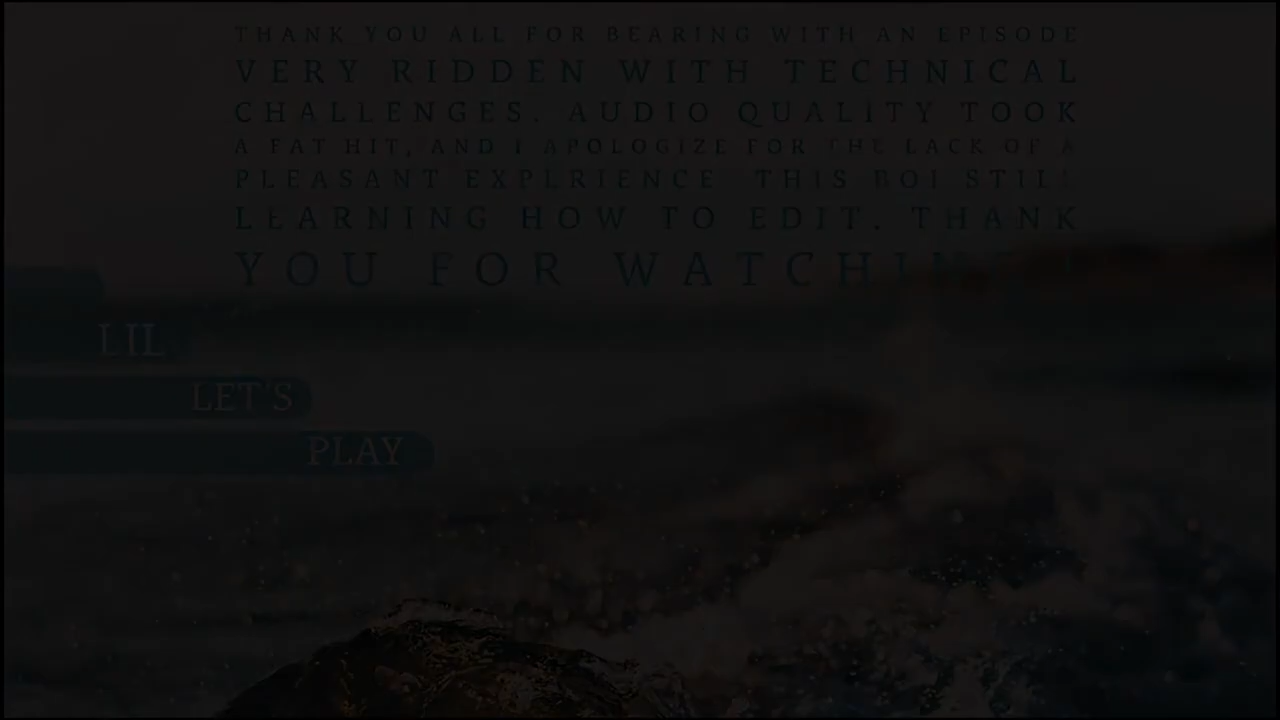 THANK YOU ALL FOR BEARING WITH AN EPISODE
VERY RIDDEN WITH TECHNICAL
CHALLENGES. AUDIO QUALITY TOOK
A FAT HIT, AND I APOLOGIZE FOR THE LACK OF A
PLEASANT EXPERIENCE THIS BOI STILL
LEARNING HOW TO EDIT. THANK
YOU FOR
LIL
LET'S
PLAY